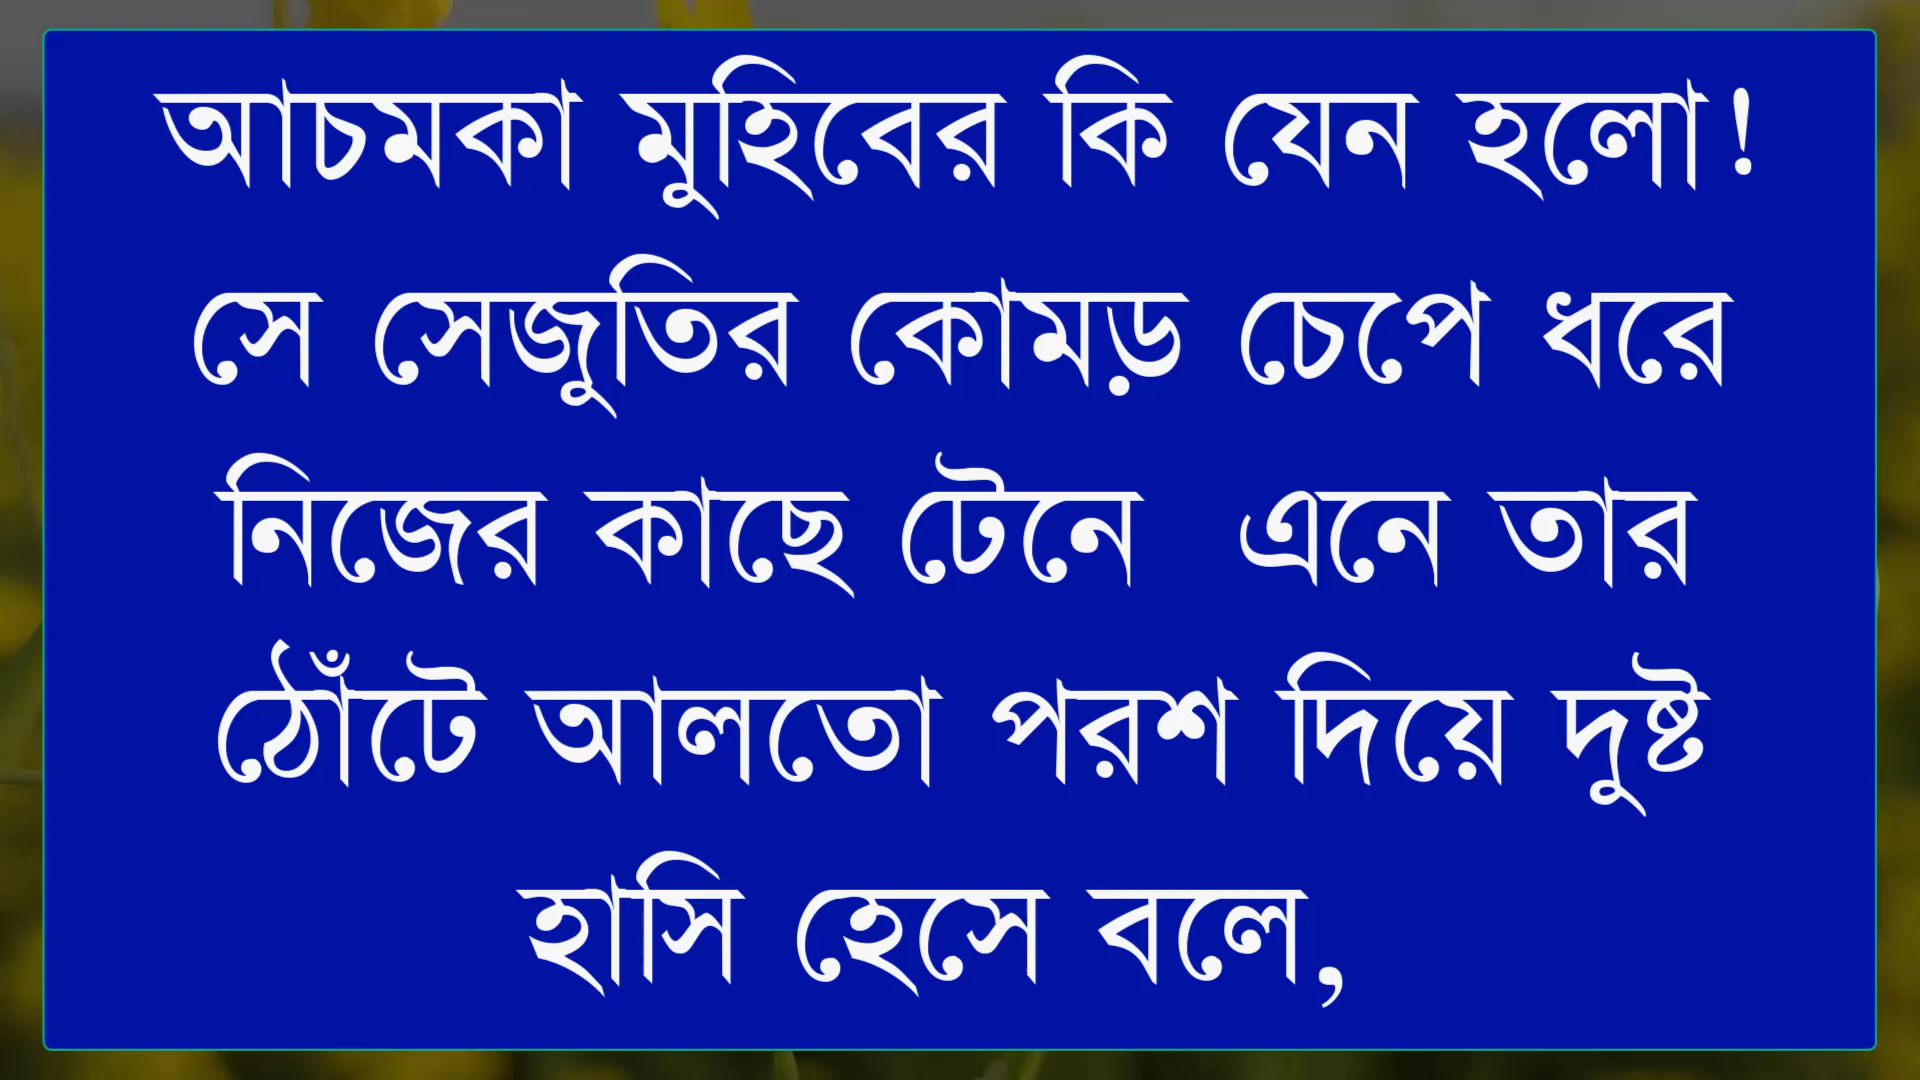 আচমকা মুহিবের কি যেন হলো!
সে সেজুতির কোমড় চেপে ধরে
নিজের কাছে টেনে  এনে তার
ঠোঁটে আলতো পরশ দিয়ে দুষ্ট
হাসি হেসে বলে,